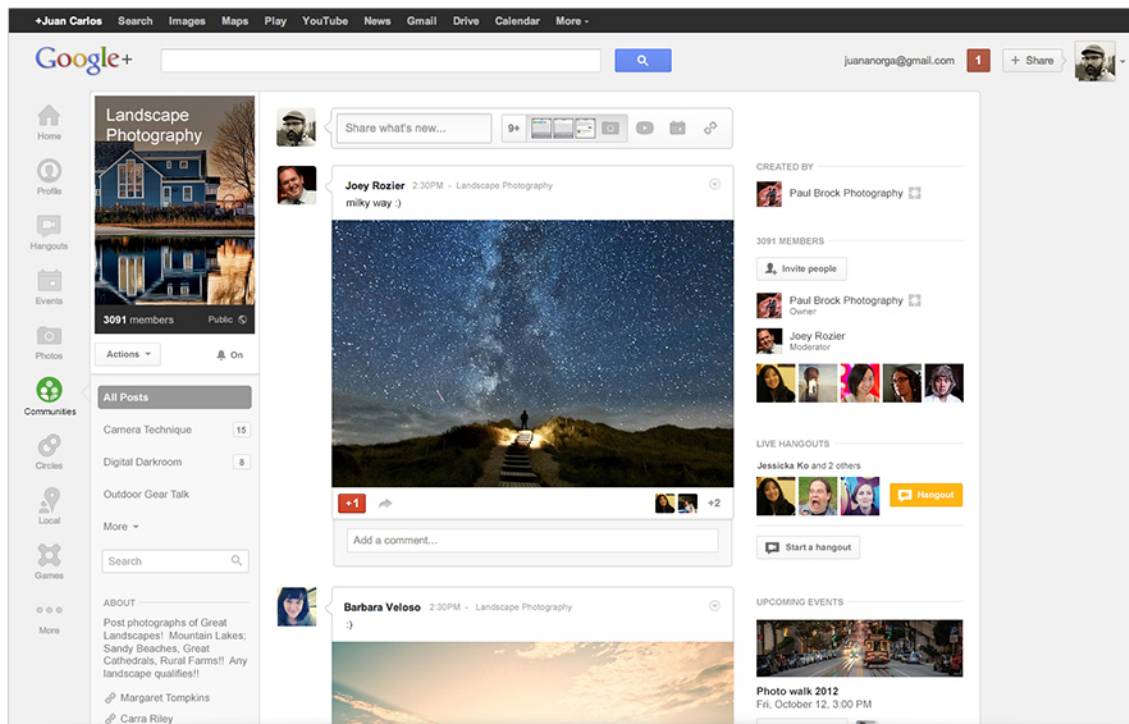 +Juan Carlos Search Images Maps Play YouTube News Gmail Drive Calendar More
Google+
juananorga@gmail.com 1 + Share
Home
Profile
Hangouts
Events
Photos
Communities
Circles
Local
Games
More
Landscape
Photography
3091 members Public
Actions On
All Posts
Camera Technique 15
Digital Darkroom 8
Outdoor Gear Talk
More
Search
ABOUT
Post photographs of Great
Landscapes! Mountain Lakes;
Sandy Beaches, Great
Cathedrals, Rural Farms!! Any
landscape qualifies!!
Margaret Tompkins
Carra Riley
Share what's new... 9+
Joey Rozier 2:30PM - Landscape Photography
milky way :)
+1 +2
Add a comment...
Barbara Veloso 2:30PM - Landscape Photography
:)
CREATED BY
Paul Brock Photography
3091 MEMBERS
Invite people
Paul Brock Photography
Owner
Joey Rozier
Moderator
LIVE HANGOUTS
Jessicka Ko and 2 others
Hangout
Start a hangout
UPCOMING EVENTS
Photo walk 2012
Fri, October 12, 3:00 PM